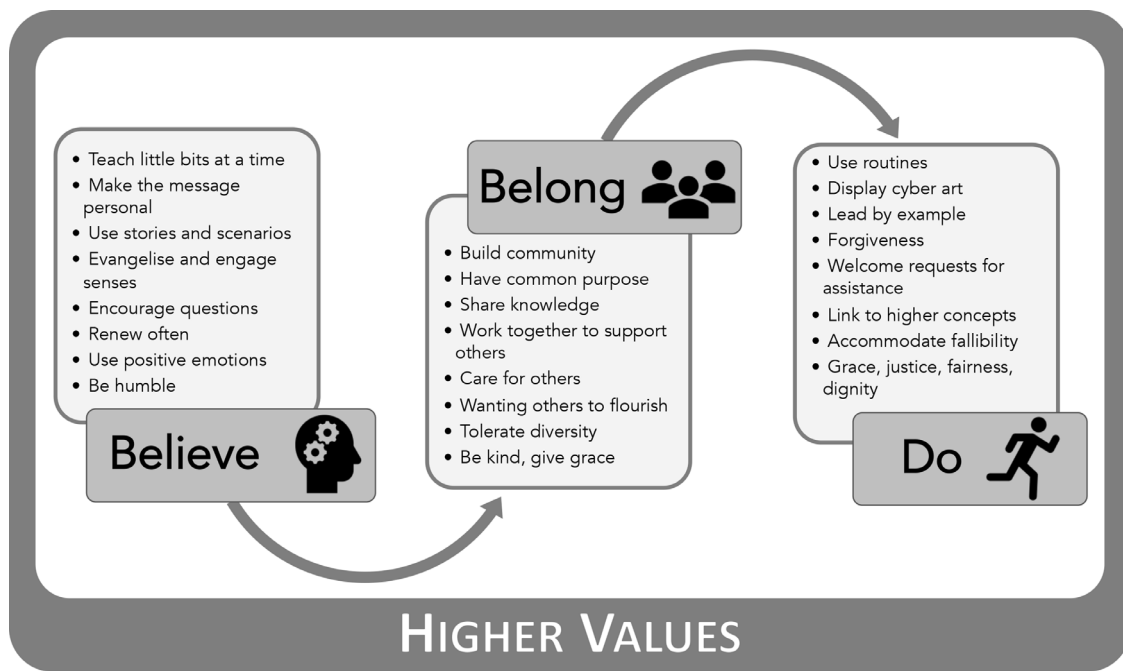 • Teach little bits at a time
• Make the message
personal
• Use stories and scenarios
• Evangelise and engage
senses
• Encourage questions
• Renew often
• Use positive emotions
• Be humble
Believe
Belong
• Build community
• Have common purpose
• Share knowledge
• Work together to support
others
• Care for others
• Wanting others to flourish
• Tolerate diversity
• Be kind, give grace
• Use routines
• Display cyber art
• Lead by example
• Forgiveness
• Welcome requests for
assistance
• Link to higher concepts
• Accommodate fallibility
• Grace, justice, fairness,
dignity
Do
HIGHER VALUES